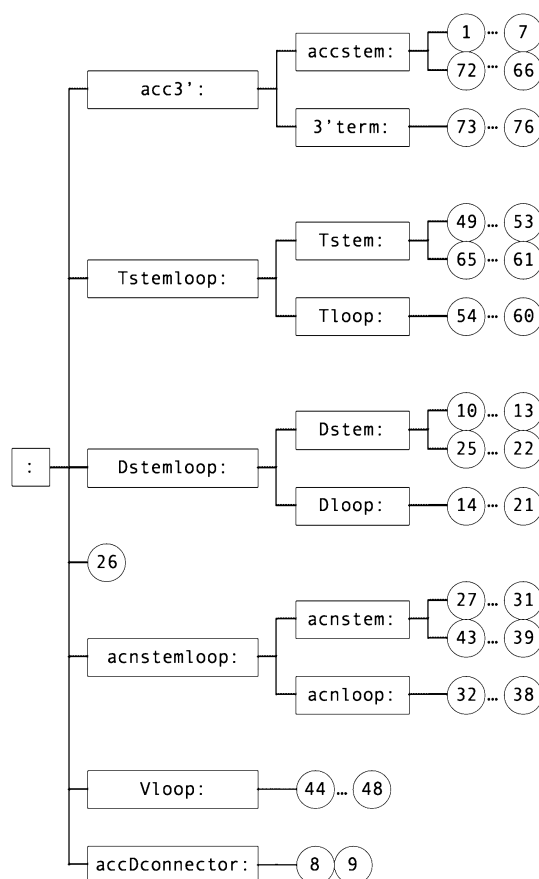 1 … 7
accstem:
72 … 66
acc3’:
3’term: 73 … 76
49 … 53
Tstem:
65 … 61
Tstemloop:
Tloop: 54 … 60
10 … 13
Dstem:
25 … 22
: Dstemloop:
Dloop: 14 … 21
26
27 … 31
acnstem:
43 … 39
acnstemloop:
acnloop: 32 … 38
Vloop: 44 … 48
accDconnector: 8 9